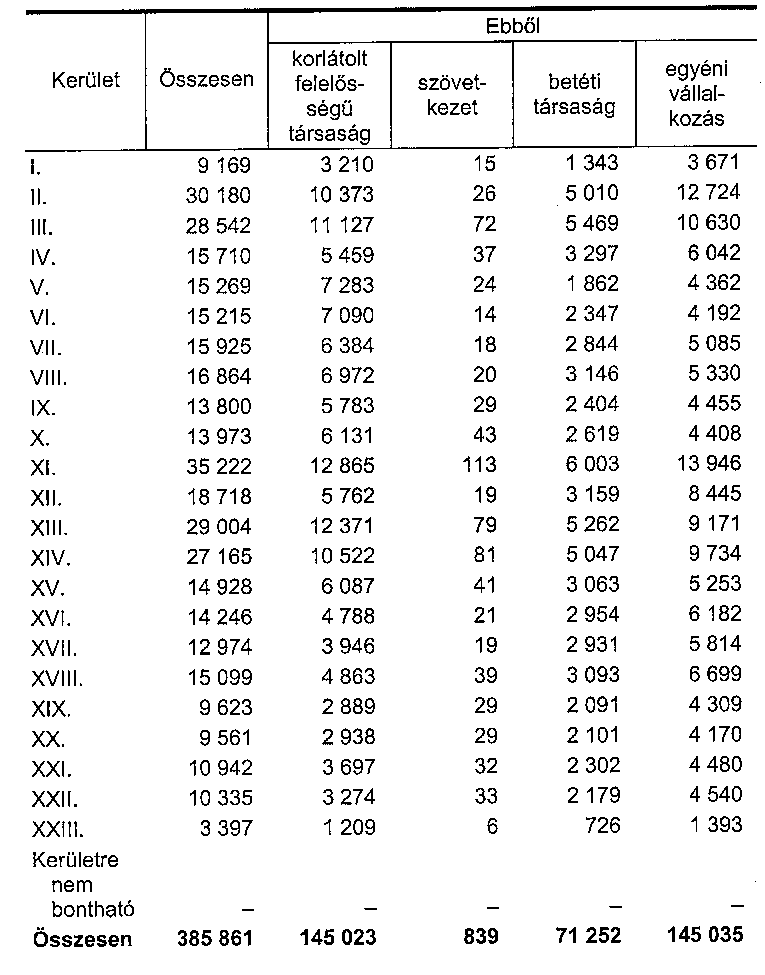 Ebből
Kerület Összesen korlátolt felelős- ségű társaság szövet- kezet betéti társaság egyéni vállal- kozás
I. 9 169 3 210 15 1 343 3 671
II. 30 180 10 373 26 5 010 12 724
III. 28 542 11 127 72 5 469 10 630
IV. 15 710 5 459 37 3 297 6 042
V. 15 269 7 283 24 1 862 4 362
VI. 15 215 7 090 14 2 347 4 192
VII. 15 925 6 384 18 2 844 5 085
VIII. 16 864 6 972 20 3 146 5 330
IX. 13 800 5 783 29 2 404 4 455
X. 13 973 6 131 43 2 619 4 408
XI. 35 222 12 865 113 6 003 13 946
XII. 18 718 5 762 19 3 159 8 445
XIII. 29 004 12 371 79 5 262 9 171
XIV. 27 165 10 522 81 5 047 9 734
XV. 14 928 6 087 41 3 063 5 253
XVI. 14 246 4 788 21 2 954 6 182
XVII. 12 974 3 946 19 2 931 5 814
XVIII. 15 099 4 863 39 3 093 6 699
XIX. 9 623 2 889 29 2 091 4 309
XX. 9 561 2 938 29 2 101 4 170
XXI. 10 942 3 697 32 2 302 4 480
XXII. 10 335 3 274 33 2 179 4 540
XXIII. 3 397 1 209 6 726 1 393
Kerületre
nem
bontható – – – – –
Összesen 385 861 145 023 839 71 252 145 035